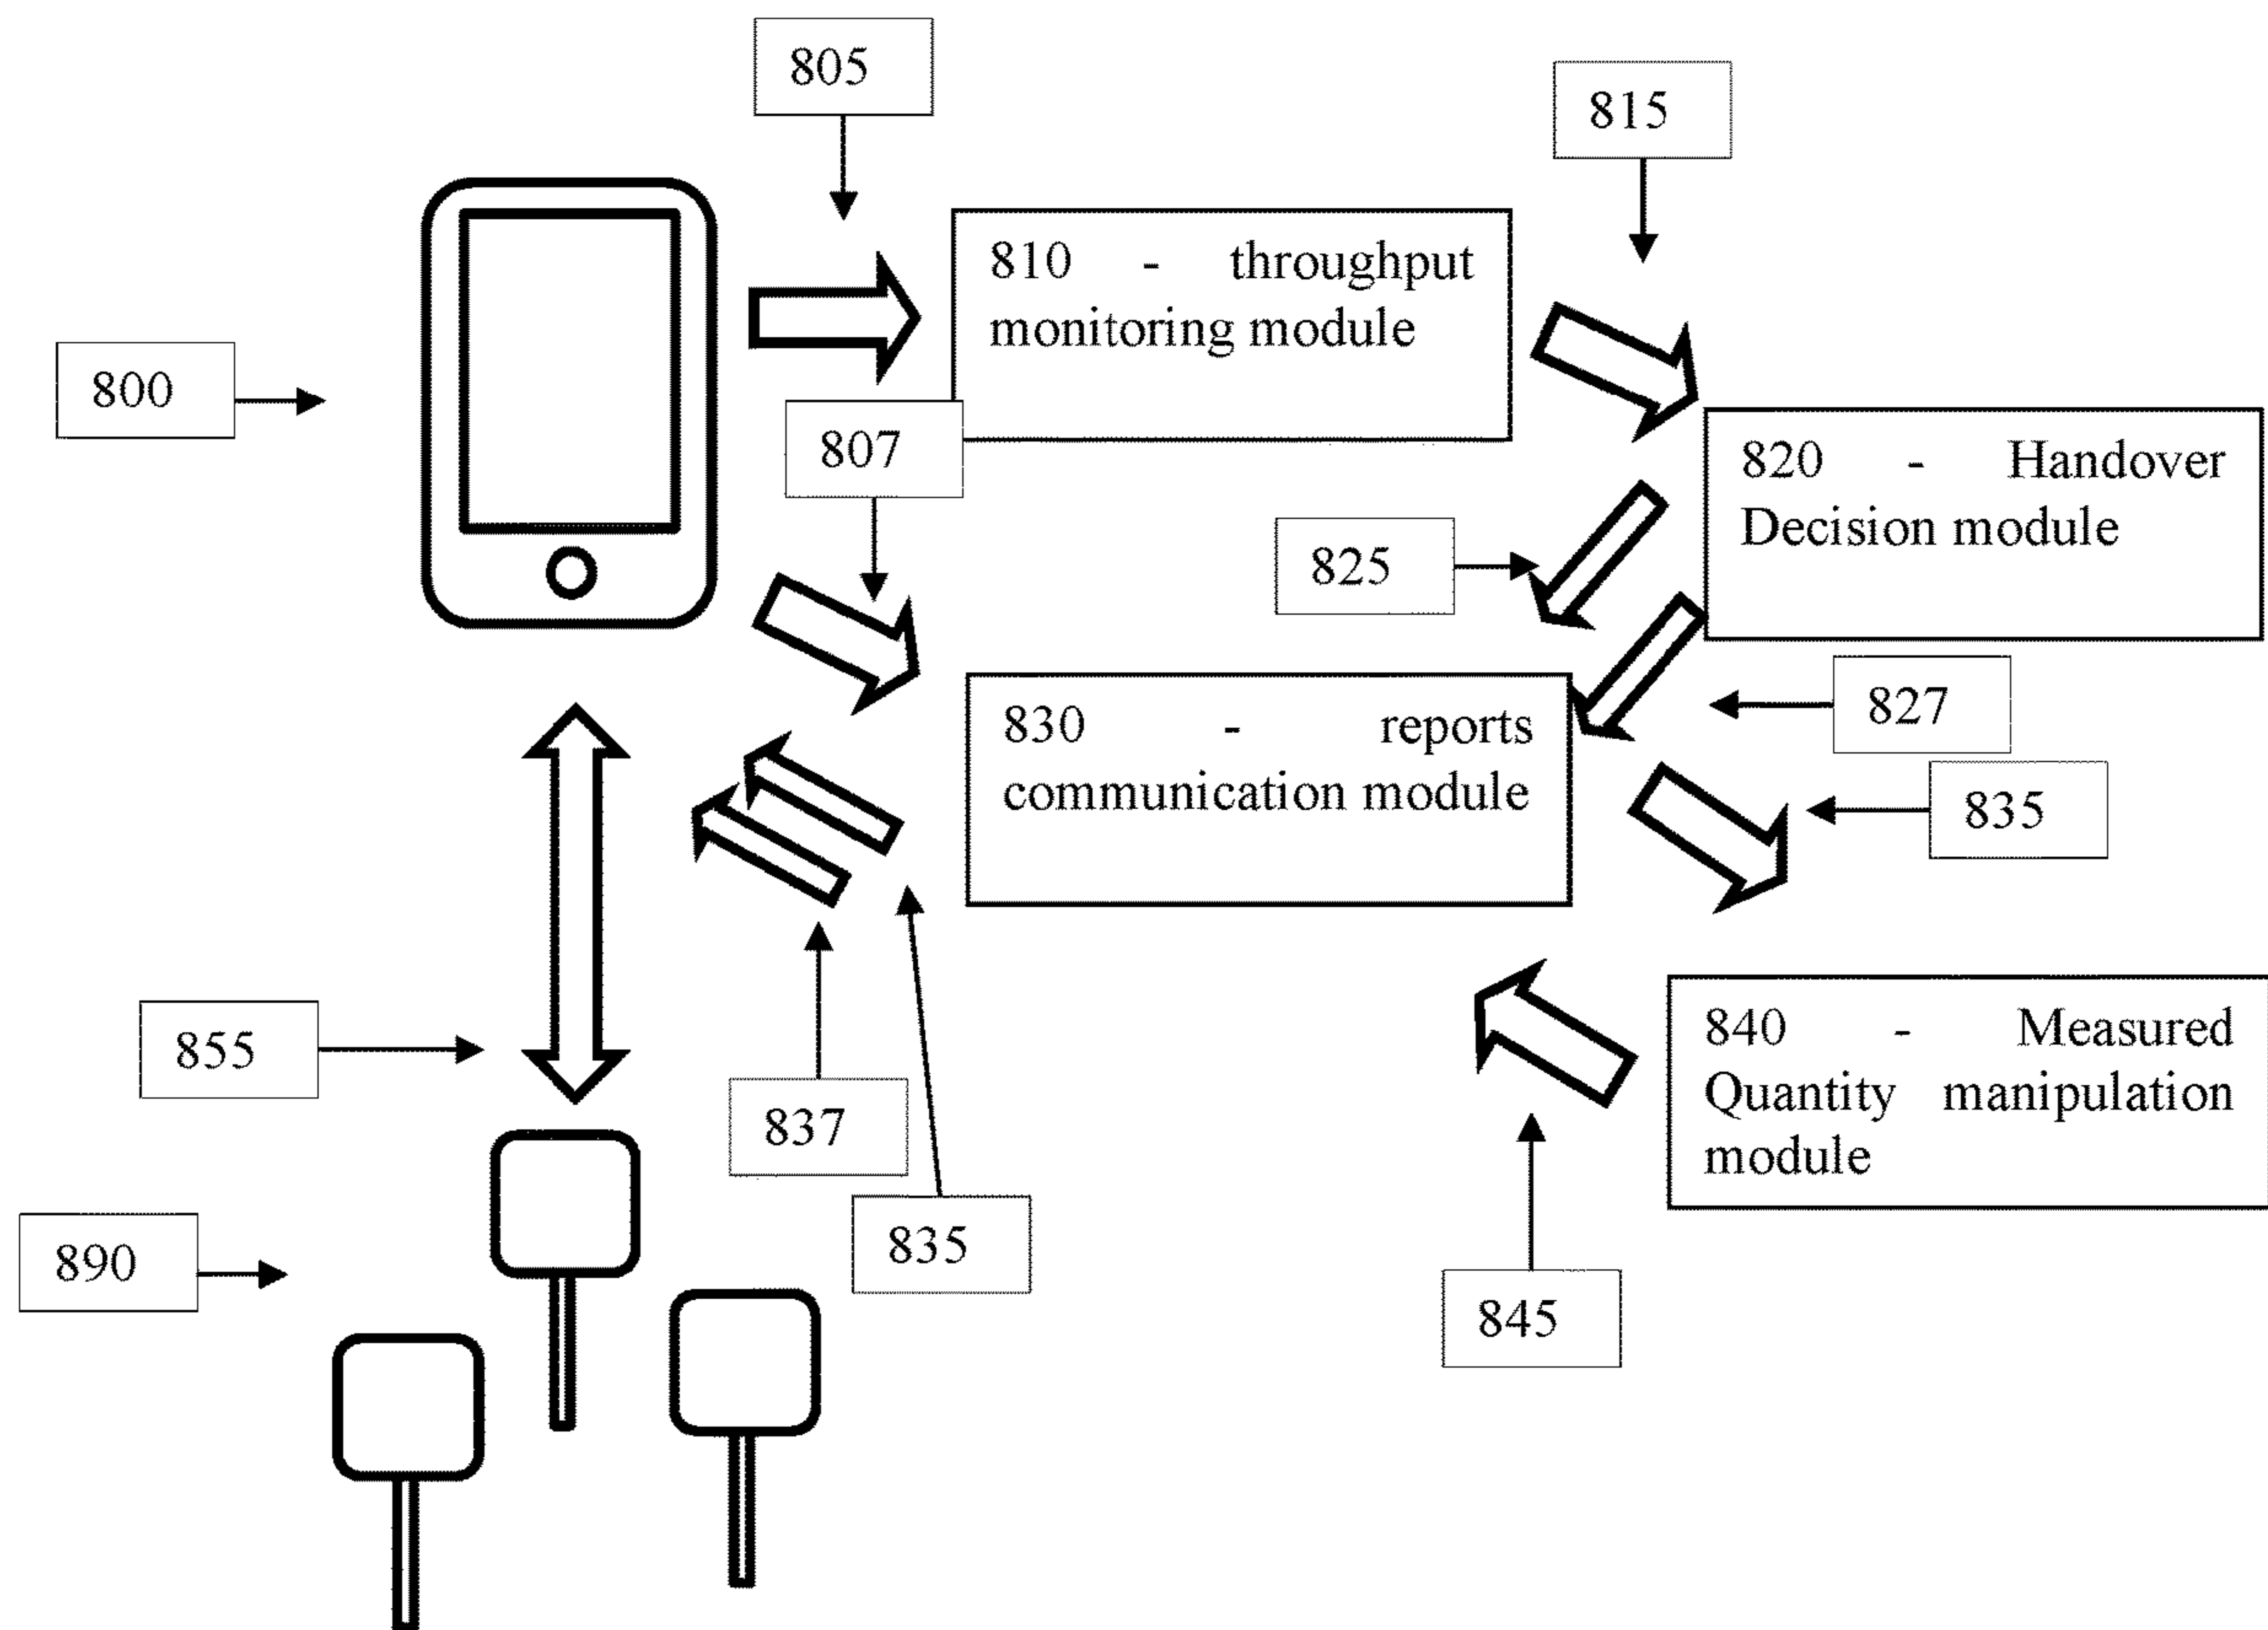 805
815
810 - throughput
monitoring module
800
807
820 - Handover
Decision module
825
827
830 - reports
communication module
835
855
837
840 - Measured
Quantity manipulation
module
835
890
845